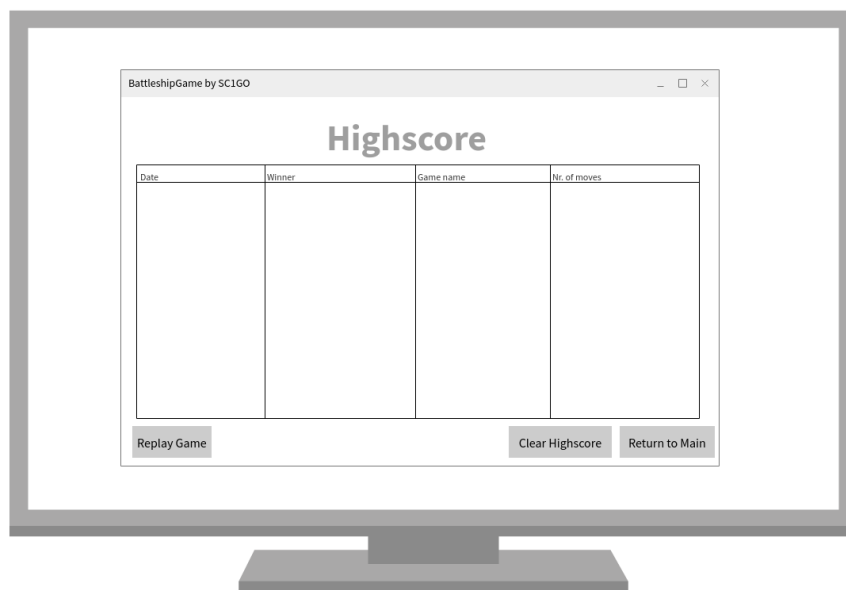 BattleshipGame by SC1GO
Highscore
Date Winner Game name Nr. of moves
Replay Game Clear Highscore Return to Main